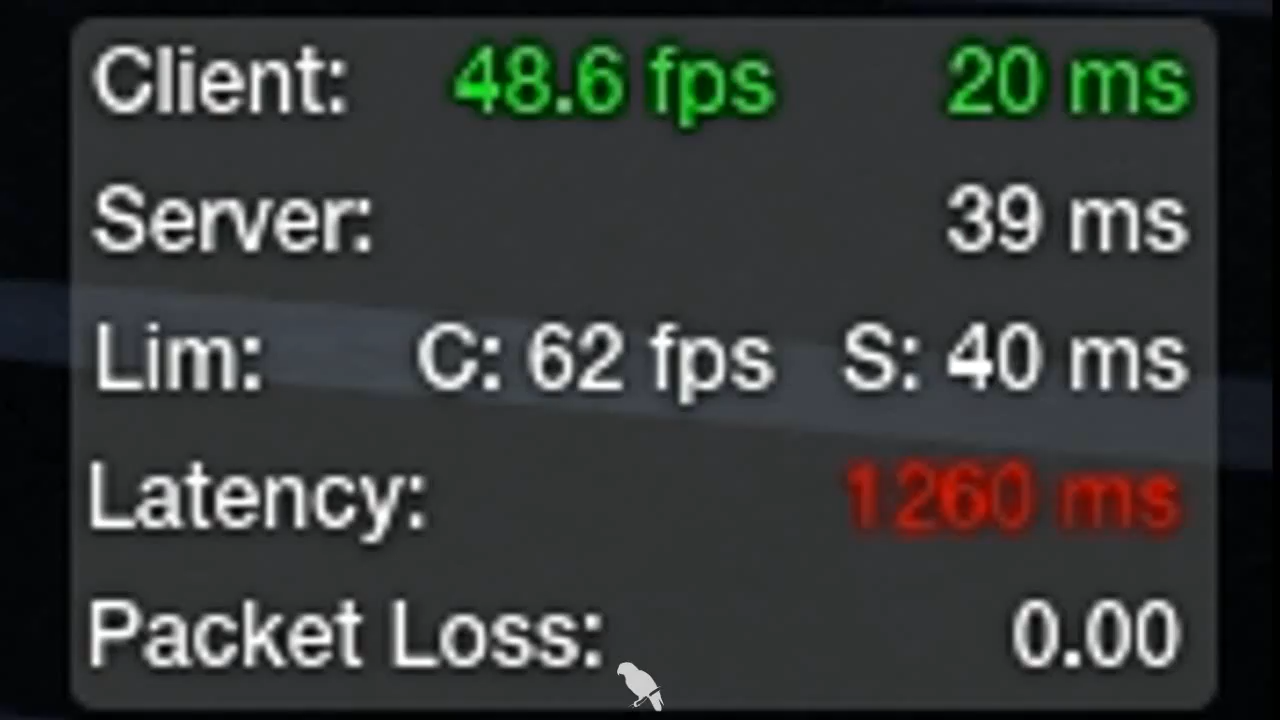 Client: 48.6 fps 20 ms
Server: 39 ms
Lim: C: 62 fps S: 40 ms
Latency: 1260 ms
Packet Loss: 0.00